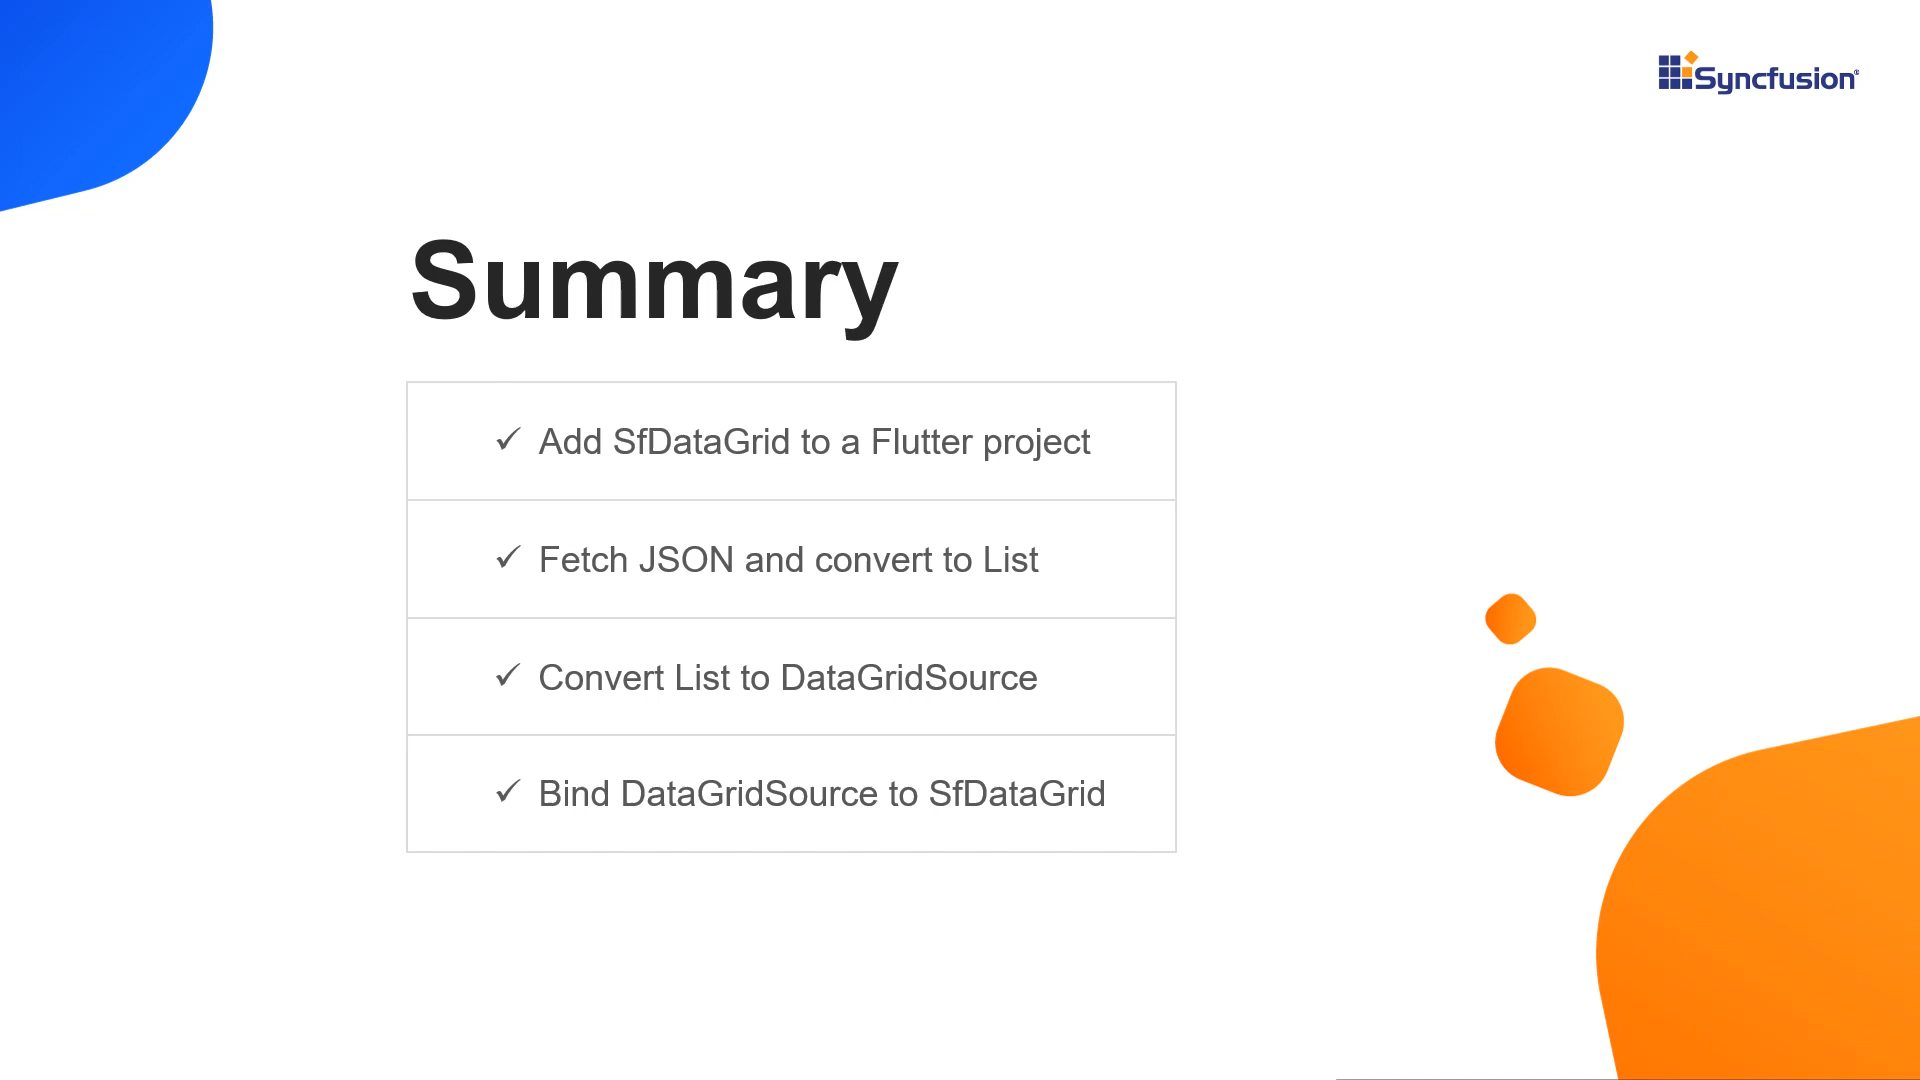 Syncfusion®
Summary
✓ Add SfDataGrid to a Flutter project
✓ Fetch JSON and convert to List
✓ Convert List to DataGridSource
✓ Bind DataGridSource to SfDataGrid